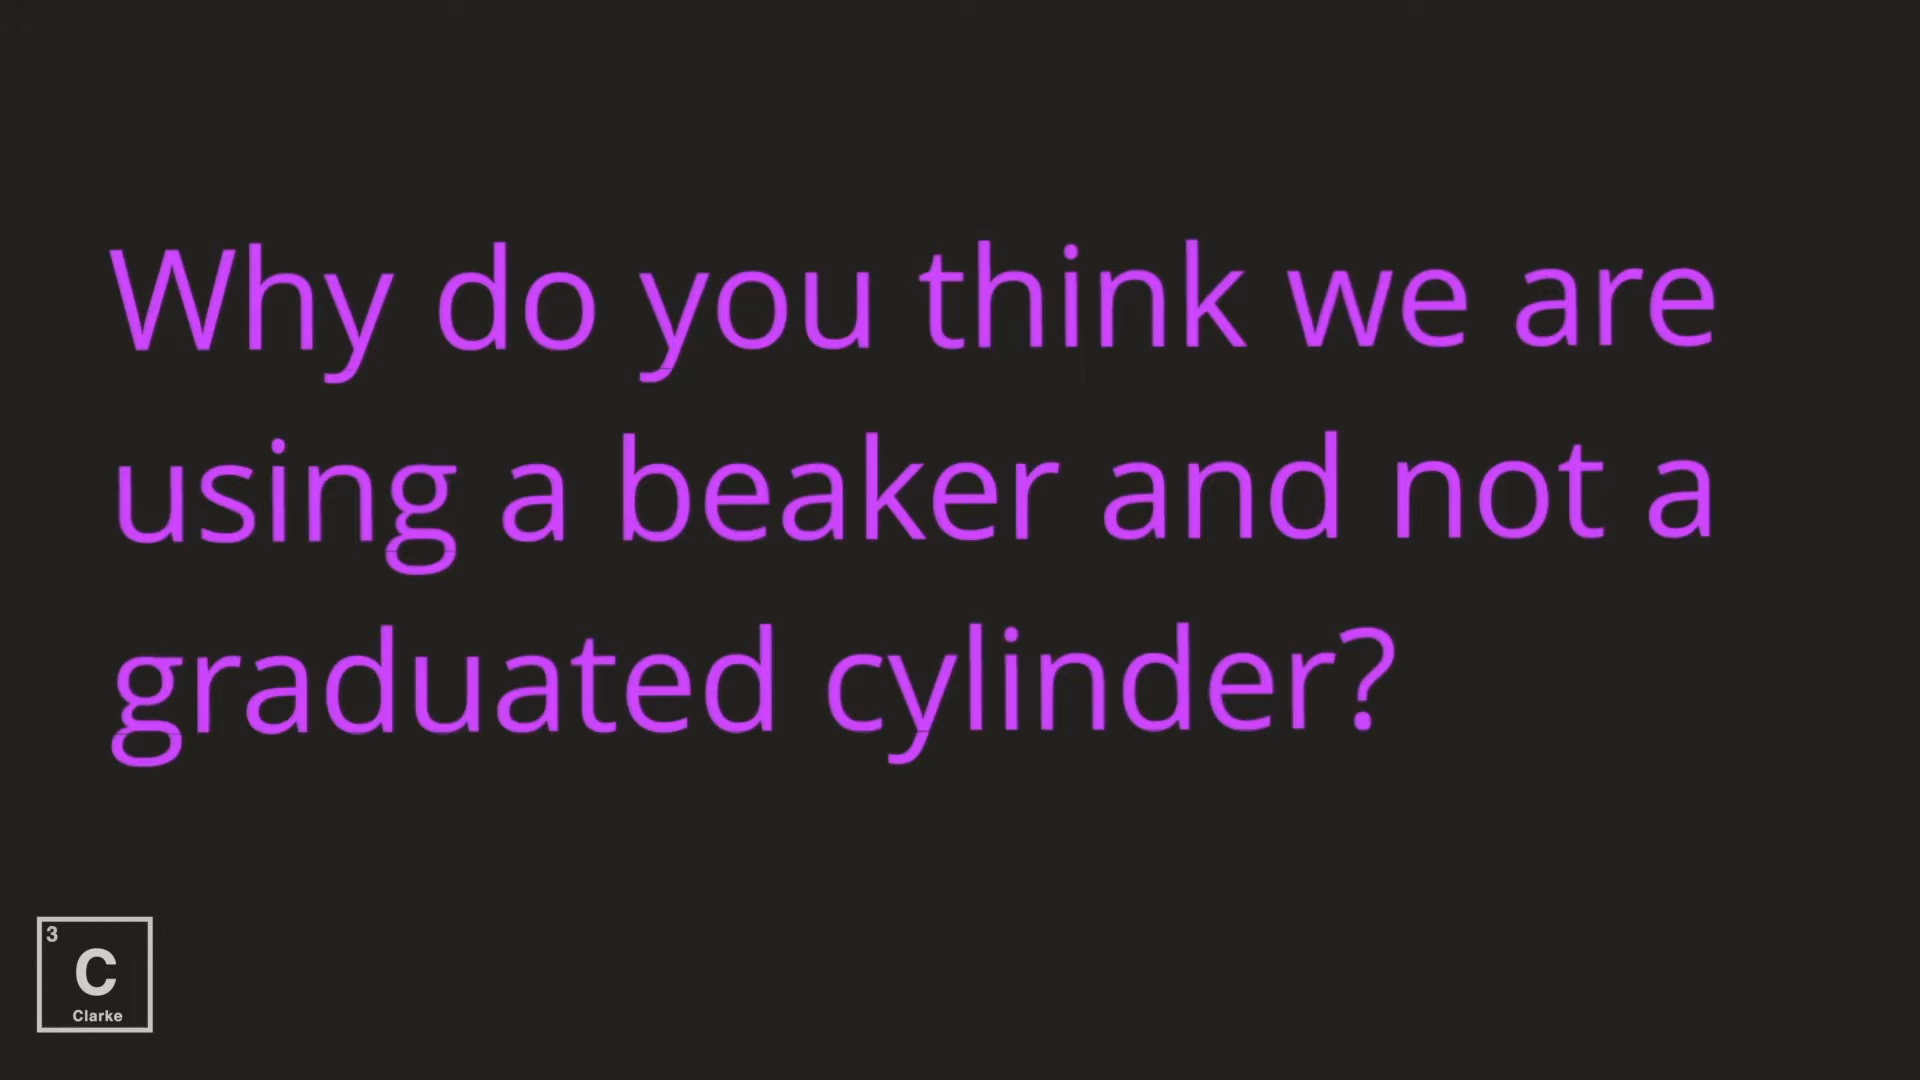 Why do you think we are
using a beaker and not a
graduated cylinder?
3
C
Clarke